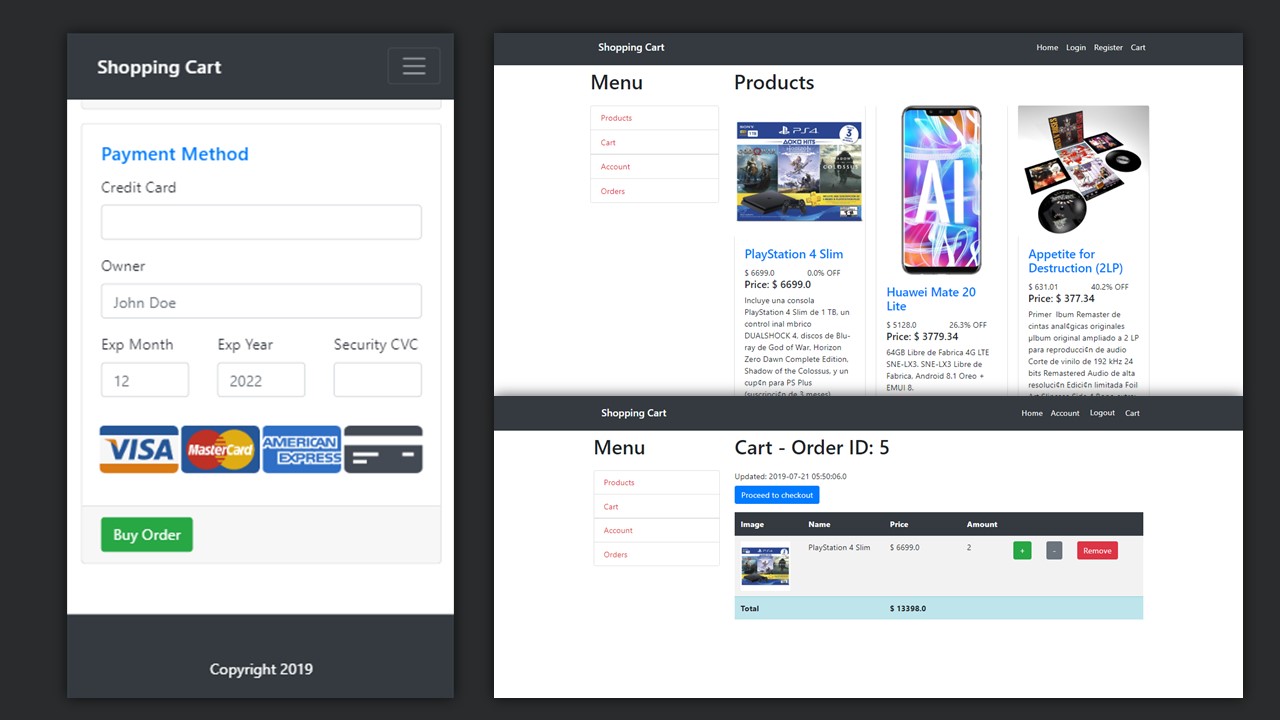 Shopping Cart
Payment Method
Credit Card
Owner
John Doe
Exp Month Exp Year Security CVC
12 2022
VISA MasterCard AMERICAN EXPRESS
Buy Order
Copyright 2019
Shopping Cart Home Login Register Cart
Menu
Products
Cart
Account
Orders
Products
PS4
PlayStation 4 Slim
$ 6699.0 0.0% OFF
Price: $ 6699.0
Incluye una consola
PlayStation 4 Slim de 1 TB, un
control inal mbrico
DUALSHOCK 4, discos de Blu-
ray de God of War, Horizon
Zero Dawn Complete Edition,
Shadow of the Colossus, y un
cup¢n para PS Plus
(suscripci¢n de 3 meses)
AI
Huawei Mate 20
Lite
$ 5128.0 26.3% OFF
Price: $ 3779.34
64GB Libre de Fabrica 4G LTE
SNE-LX3. SNE-LX3 Libre de
Fabrica, Android 8.1 Oreo +
EMUI 8.
Appetite for
Destruction (2LP)
$ 631.01 40.2% OFF
Price: $ 377.34
Primer lbum Remaster de
cintas anal¢gicas originales
µlbum original ampliado a 2 LP
para reproducci¢n de audio
Corte de vinilo de 192 kHz 24
bits Remastered Audio de alta
resoluci¢n Edici¢n limitada Foil
Shopping Cart Home Account Logout Cart
Menu
Products
Cart
Account
Orders
Cart - Order ID: 5
Updated: 2019-07-21 05:50:06.0
Proceed to checkout
Image Name Price Amount
PlayStation 4 Slim $ 6699.0 2 + - Remove
Total $ 13398.0